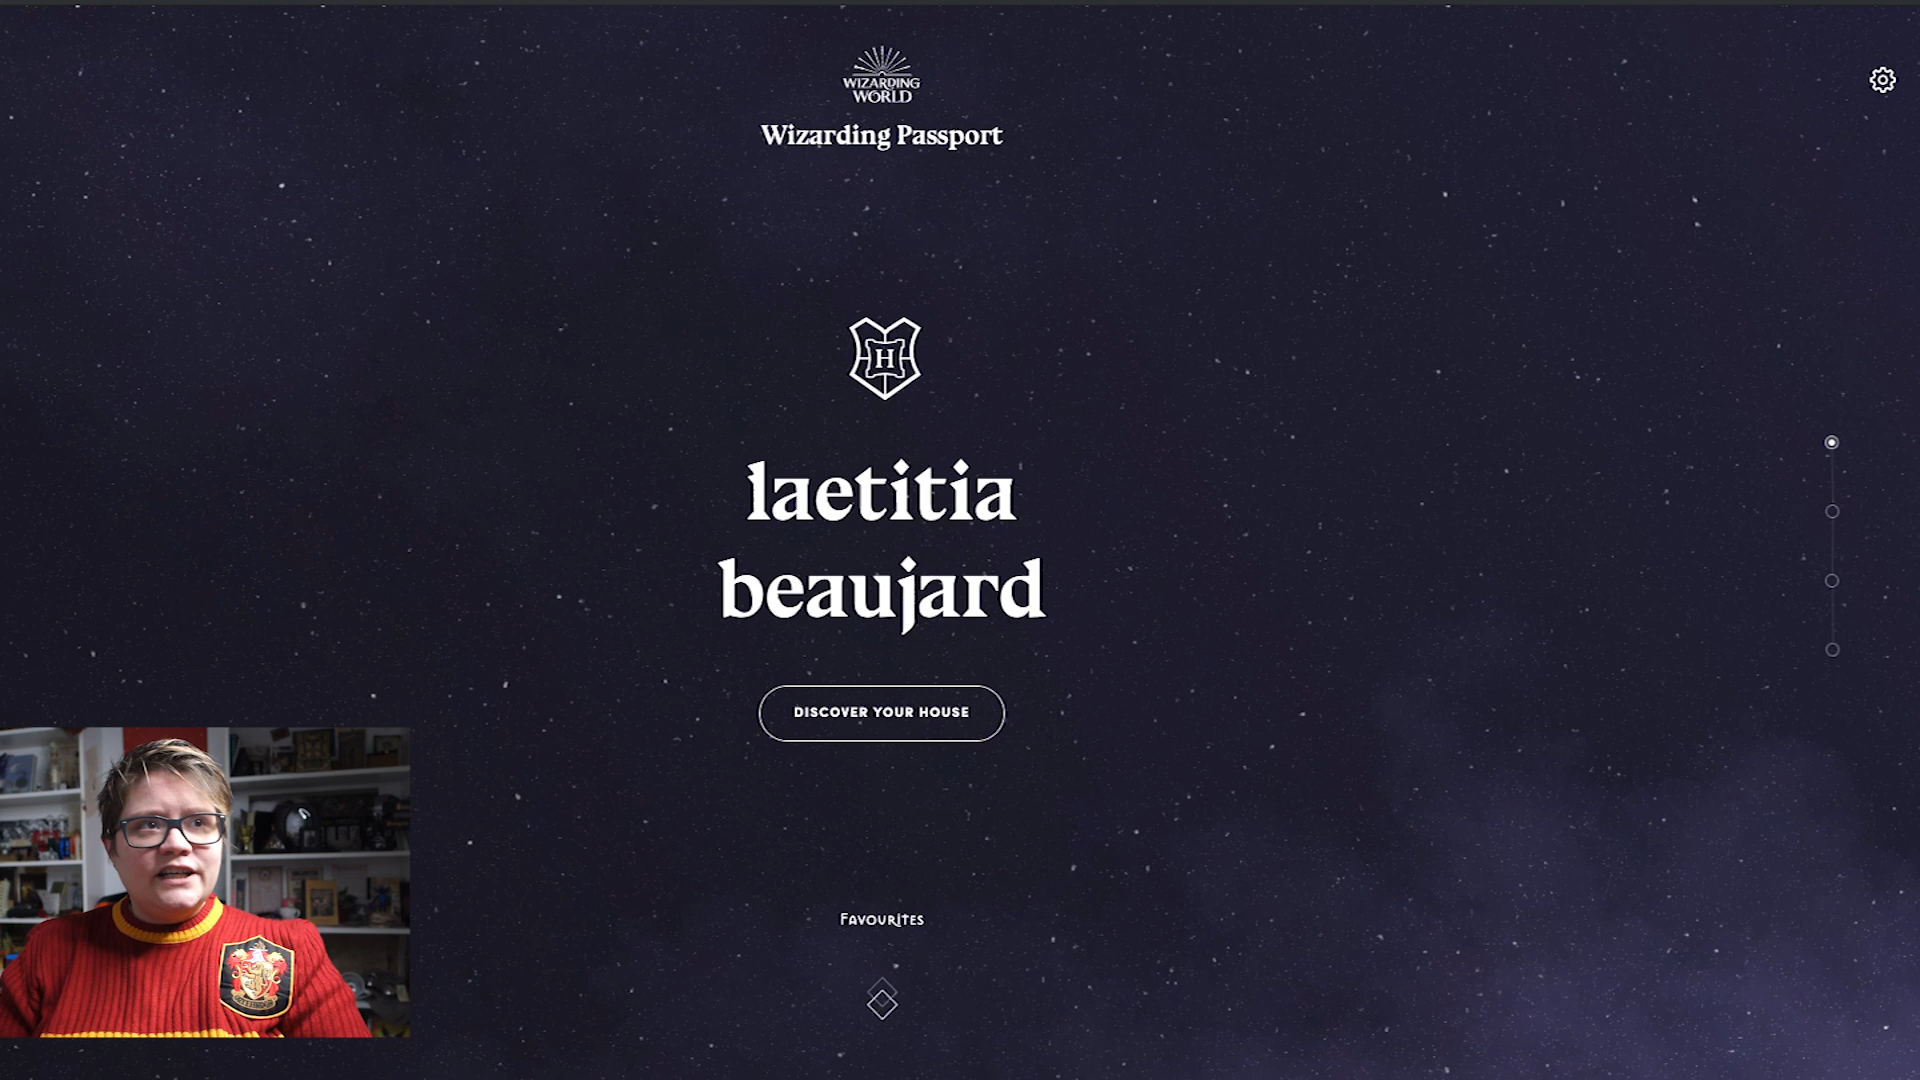 WIZARDING
WORLD
Wizarding Passport
H
laetitia
beaujard
DISCOVER YOUR HOUSE
Favourites